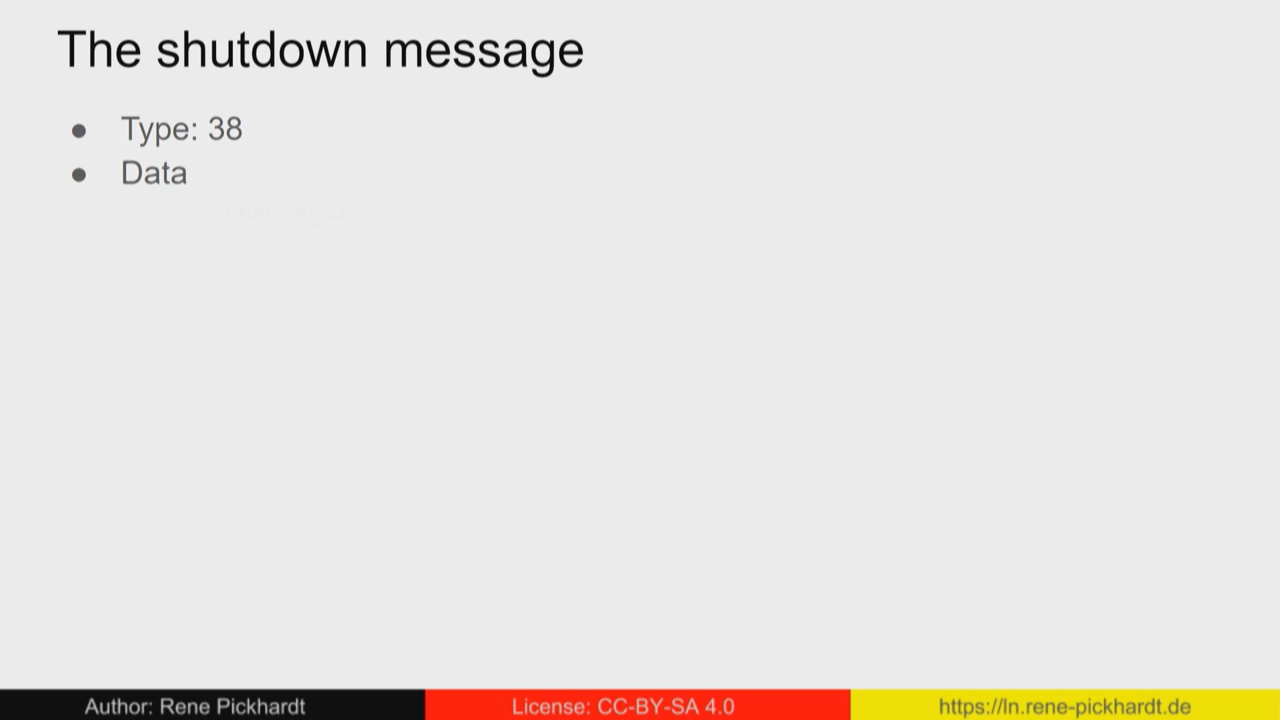 The shutdown message
● Type: 38
● Data
Author: Rene Pickhardt
License: CC-BY-SA 4.0
https://ln.rene-pickhardt.de